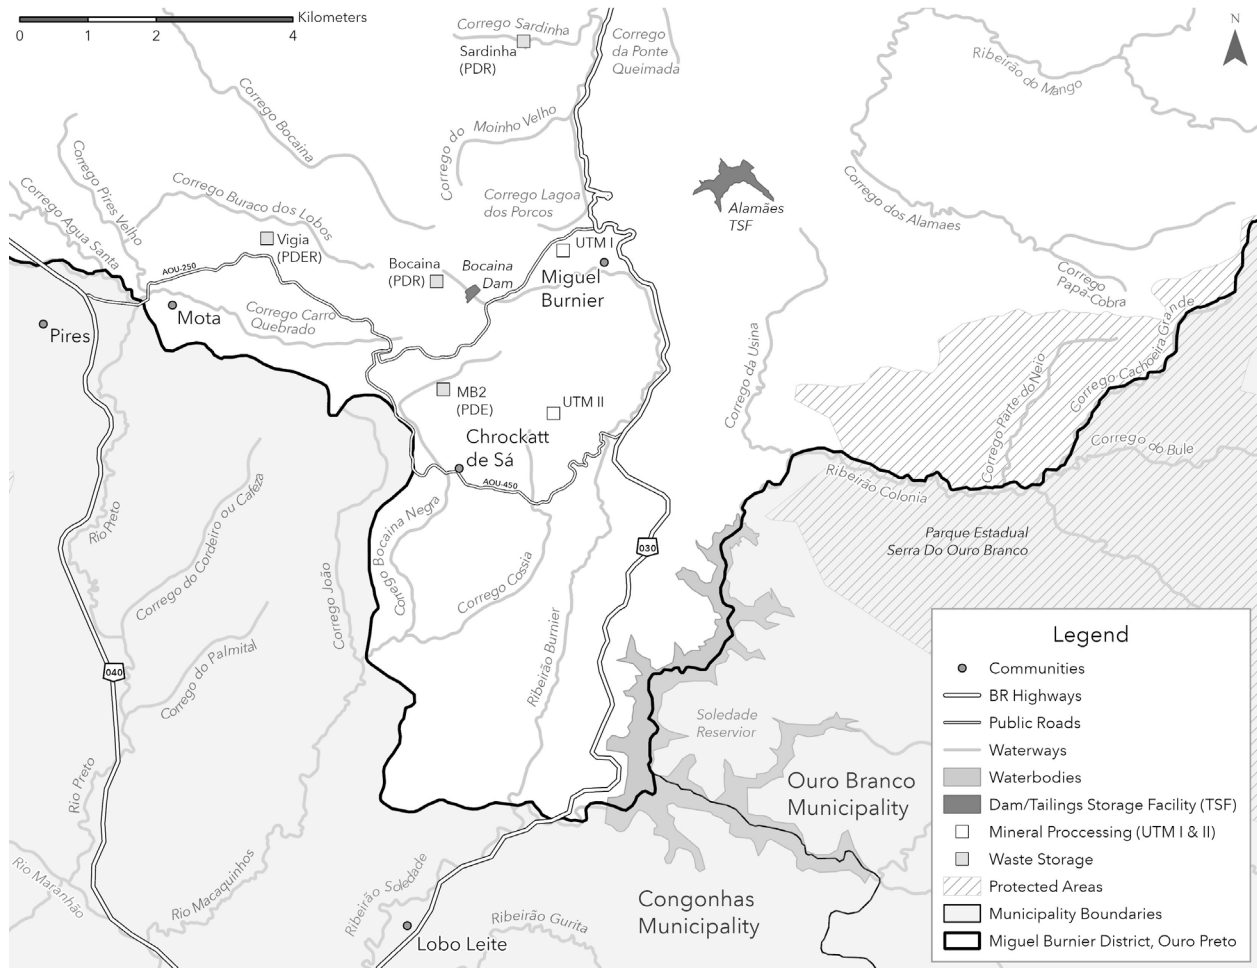 Kilometers
0 1 2 4
N
Corrego Sardinha
Sardinha
(PDR)
Corrego
da Ponte
Queimada
Ribeirão do Mango
Corrego Bocaina
Corrego do Moinho Velho
Corrego Pires Velho
Corrego Agua Santa
Corrego Buraco dos Lobos
Corrego Lagoa
dos Porcos
Alamães
TSF
Corrego dos Alamaes
Vigia
(PDER)
AOU-250
Bocaina
(PDR)
Bocaina
Dam
UTM I
Miguel
Burnier
Corrego
Papa-Cobra
Mota
Pires
Corrego Carro
Quebrado
Corrego da Usina
Corrego Parte do Neio
Corrego Cachoeira Grande
MB2
(PDE)
UTM II
Chrockatt
de Sá
AOU-450
Corrego do Bule
Ribeirão Colonia
Rio Preto
Corrego do Cordeiro ou Cafeza
Corrego Bocaina Negra
Corrego Cossia
Corrego João
Ribeirão Burnier
030
Parque Estadual
Serra Do Ouro Branco
Corrego do Palmital
040
Rio Preto
Soledade
Reservior
Ouro Branco
Municipality
Rio Maranhão
Rio Macaquinhos
Ribeirão Soledade
Ribeirão Gurita
Lobo Leite
Congonhas
Municipality
Legend
Communities
BR Highways
Public Roads
Waterways
Waterbodies
Dam/Tailings Storage Facility (TSF)
Mineral Proccessing (UTM I & II)
Waste Storage
Protected Areas
Municipality Boundaries
Miguel Burnier District, Ouro Preto